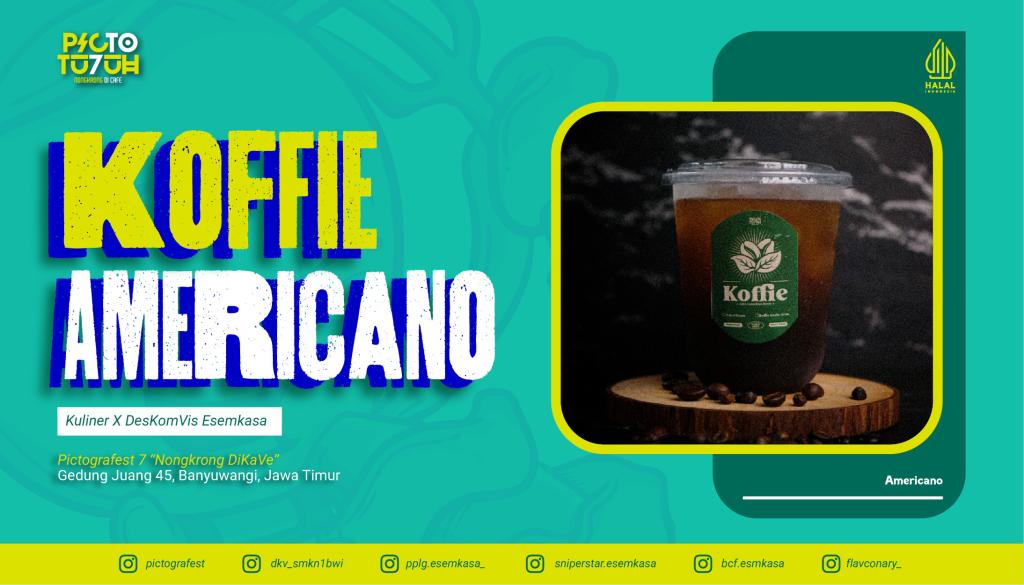 PICTO
TU7UH
NONGKRONG DI CAFE
HALAL
INDONESIA
KOFFIE
AMERICANO
Koffie
Kuliner X DesKomVis Esemkasa
Pictografest 7 “Nongkrong DiKaVe”
Gedung Juang 45, Banyuwangi, Jawa Timur
Americano
pictografest
dkv_smkn1bwi
pplg.esemkasa_
sniperstar.esemkasa
bcf.esmkasa
flavconary_